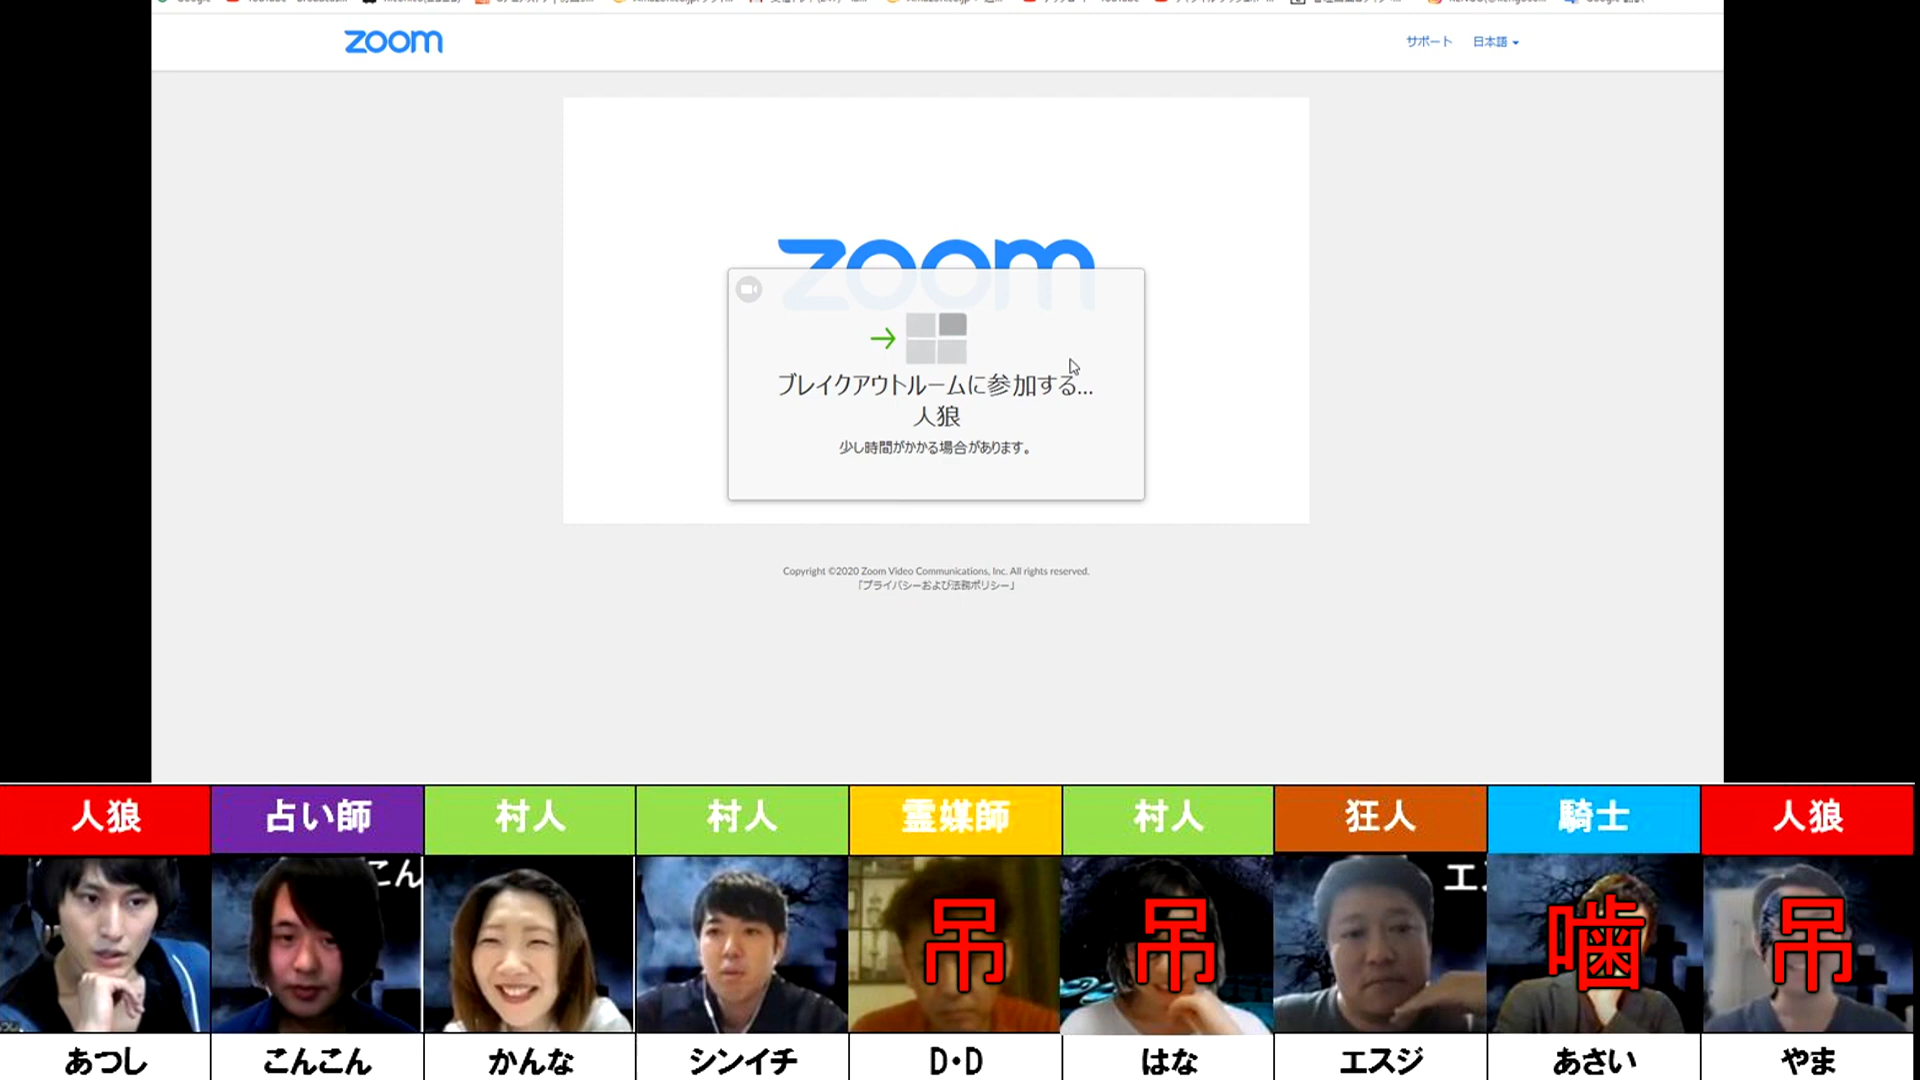 zoom
サポート 日本語
zoom
ブレイクアウトルームに参加する...
人狼
少し時間がかかる場合があります。
Copyright ©2020 Zoom Video Communications, Inc. All rights reserved.
「プライバシーおよび法務ポリシー」
人狼 占い師 村人 村人 霊媒師 村人 狂人 騎士 人狼
吊 吊 噛 吊
あつし こんこん かんな シンイチ D・D はな エスジ あさい やま